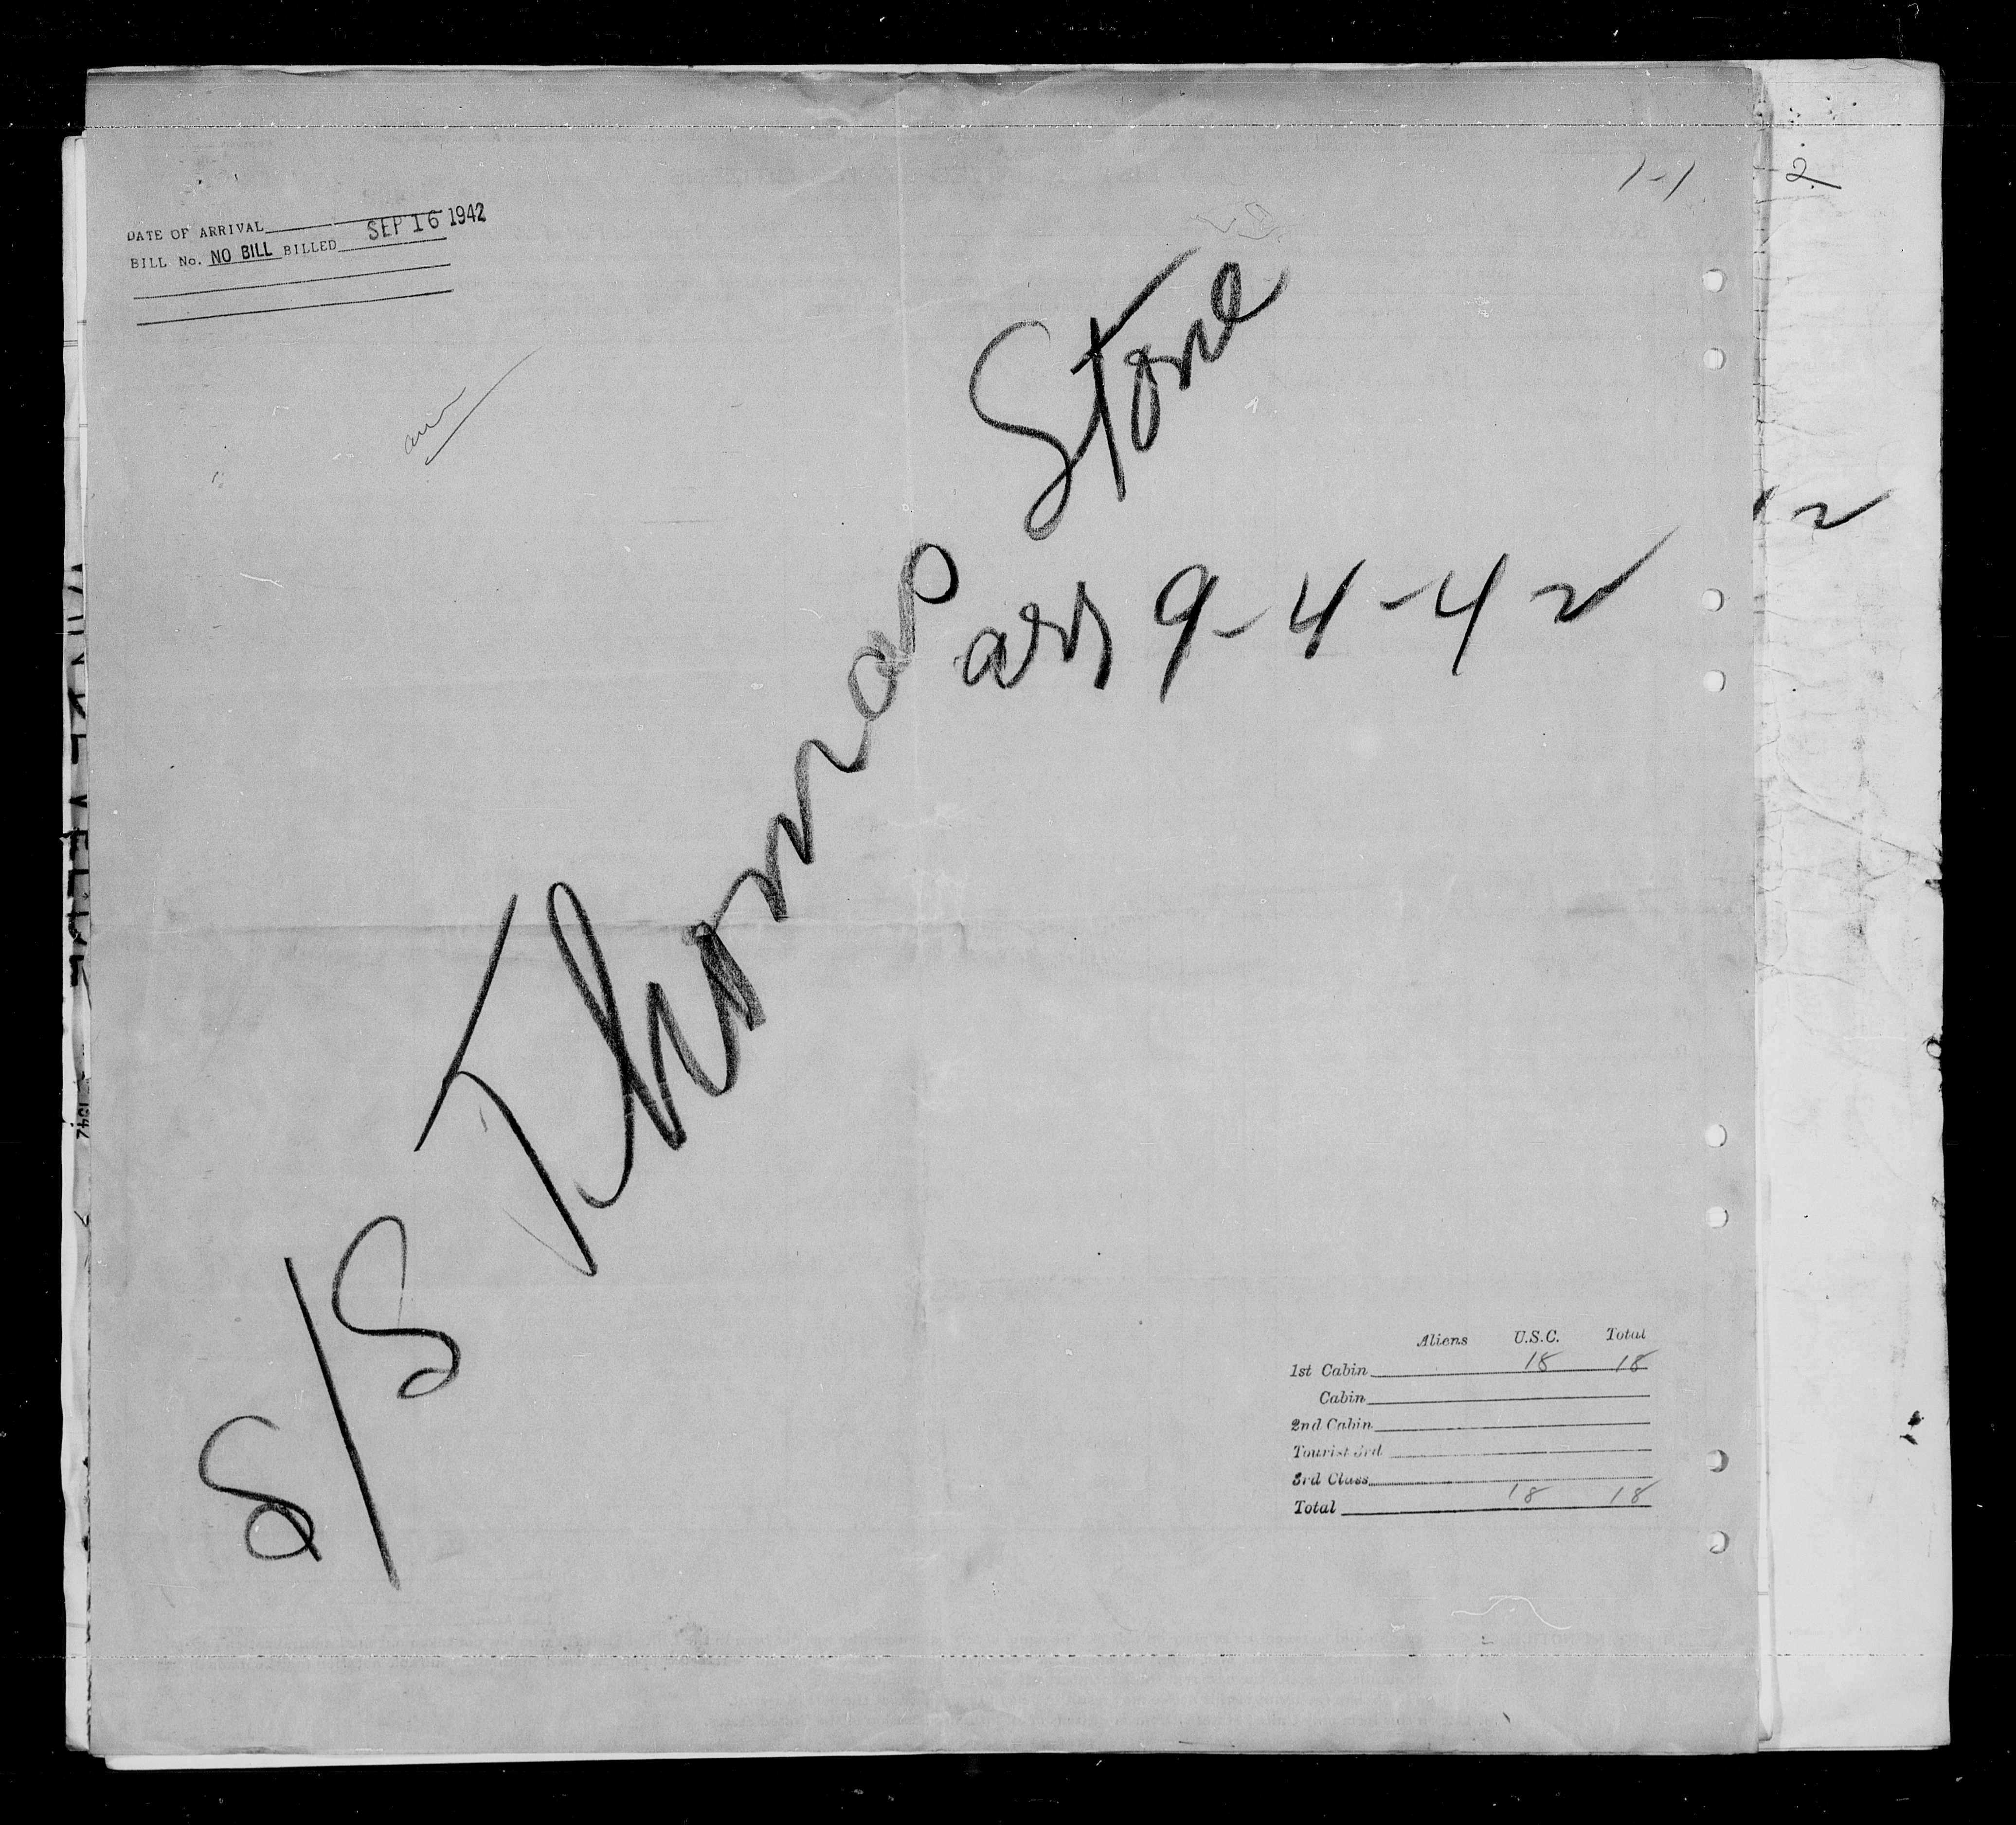 1-1
2
DATE OF ARRIVAL SEP 16 1942
BILL No. NO BILL BILLED
S/S Thomas Stone
arr 9-4-42
2
Aliens U.S.C. Total
1st Cabin 18 18
Cabin
2nd Cabin
Tourist 3rd
3rd Class
Total 18 18